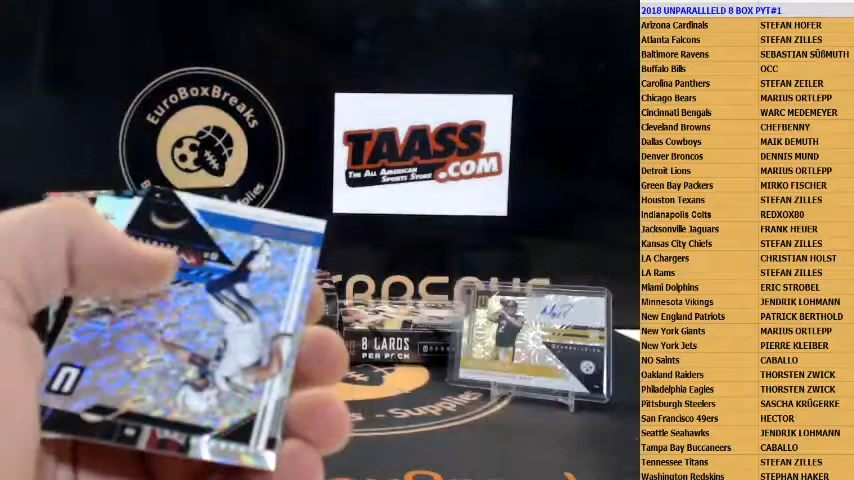 EuroBoxBreaks
TAASS
THE ALL AMERICAN
SPORTS STORE
.COM
8 CARDS
PER PACK
Supplies
2018 UNPARALLLELD 8 BOX PYT#1
Arizona Cardinals STEFAN HOFER
Atlanta Falcons STEFAN ZILLES
Baltimore Ravens SEBASTIAN SÜßMUTH
Buffalo Bills OCC
Carolina Panthers STEFAN ZEILER
Chicago Bears MARIUS ORTLEPP
Cincinnati Bengals WARC MEDEMEYER
Cleveland Browns CHEFBENNY
Dallas Cowboys MAIK DEMUTH
Denver Broncos DENNIS MUND
Detroit Lions MARIUS ORTLEPP
Green Bay Packers MIRKO FISCHER
Houston Texans STEFAN ZILLES
Indianapolis Colts REDXOX80
Jacksonville Jaguars FRANK HEUER
Kansas City Chiefs STEFAN ZILLES
LA Chargers CHRISTIAN HOLST
LA Rams STEFAN ZILLES
Miami Dolphins ERIC STROBEL
Minnesota Vikings JENDRIK LOHMANN
New England Patriots PATRICK BERTHOLD
New York Giants MARIUS ORTLEPP
New York Jets PIERRE KLEIBER
NO Saints CABALLO
Oakland Raiders THORSTEN ZWICK
Philadelphia Eagles THORSTEN ZWICK
Pittsburgh Steelers SASCHA KRÜGERKE
San Francisco 49ers HECTOR
Seattle Seahawks JENDRIK LOHMANN
Tampa Bay Buccaneers CABALLO
Tennessee Titans STEFAN ZILLES
Washington Redskins STEPHAN HAKER